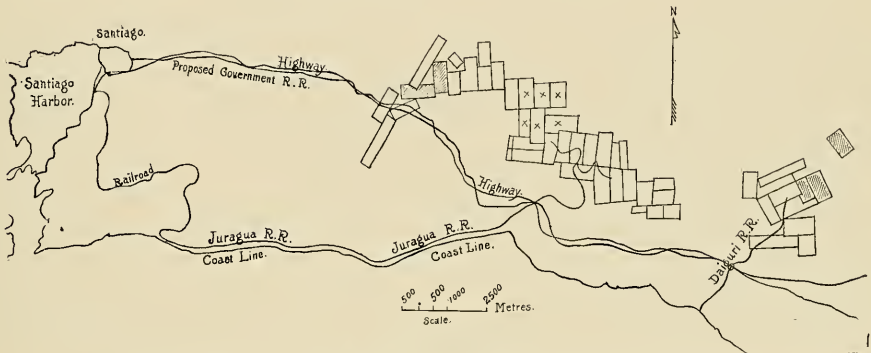 N
Santiago.
Highway.
Proposed Government R.R.
Santiago
Harbor.
x x x
x x x
Railroad
Highway.
Juragua R.R.
Coast Line.
Juragua R.R.
Coast Line.
Daiguri R.R.
500 500 1000 2500 Metres.
Scale.